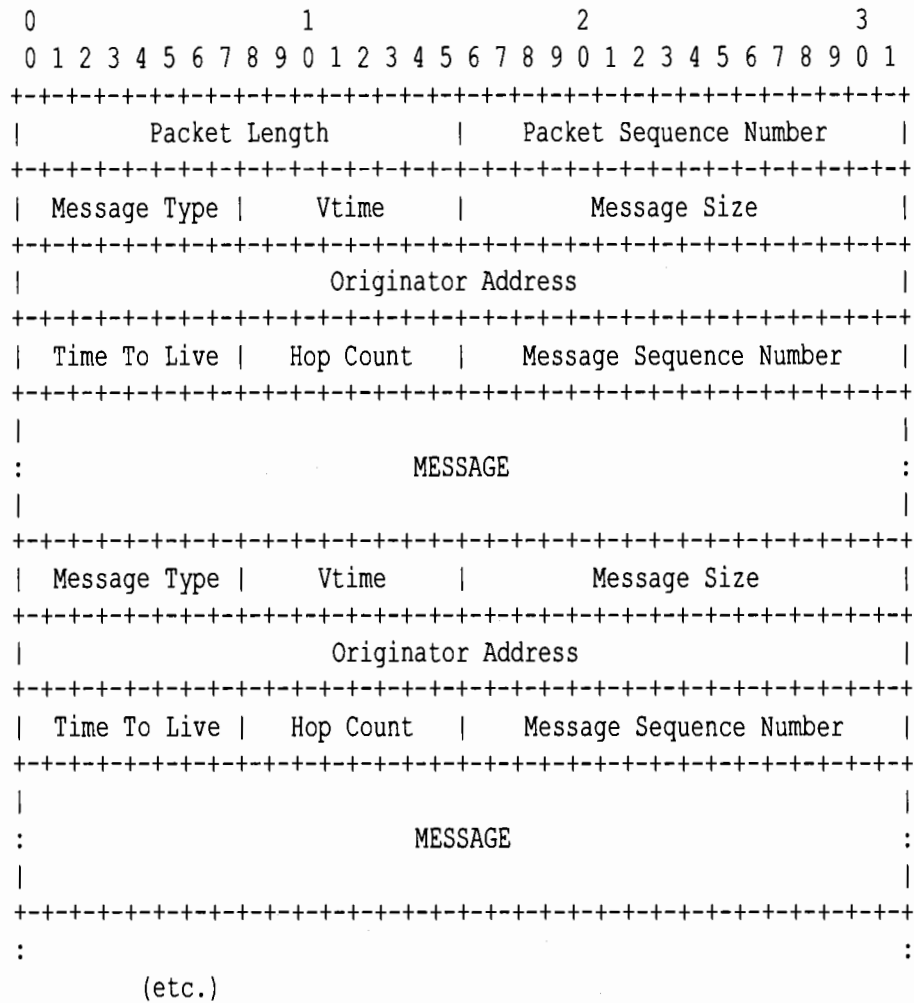 0                   1                   2                   3
0 1 2 3 4 5 6 7 8 9 0 1 2 3 4 5 6 7 8 9 0 1 2 3 4 5 6 7 8 9 0 1
+-+-+-+-+-+-+-+-+-+-+-+-+-+-+-+-+-+-+-+-+-+-+-+-+-+-+-+-+-+-+-+-+
|         Packet Length         |    Packet Sequence Number     |
+-+-+-+-+-+-+-+-+-+-+-+-+-+-+-+-+-+-+-+-+-+-+-+-+-+-+-+-+-+-+-+-+
|  Message Type |     Vtime     |         Message Size          |
+-+-+-+-+-+-+-+-+-+-+-+-+-+-+-+-+-+-+-+-+-+-+-+-+-+-+-+-+-+-+-+-+
|                      Originator Address                       |
+-+-+-+-+-+-+-+-+-+-+-+-+-+-+-+-+-+-+-+-+-+-+-+-+-+-+-+-+-+-+-+-+
|  Time To Live |   Hop Count   |    Message Sequence Number    |
+-+-+-+-+-+-+-+-+-+-+-+-+-+-+-+-+-+-+-+-+-+-+-+-+-+-+-+-+-+-+-+-+
|                                                               |
:                            MESSAGE                            :
|                                                               |
+-+-+-+-+-+-+-+-+-+-+-+-+-+-+-+-+-+-+-+-+-+-+-+-+-+-+-+-+-+-+-+-+
|  Message Type |     Vtime     |         Message Size          |
+-+-+-+-+-+-+-+-+-+-+-+-+-+-+-+-+-+-+-+-+-+-+-+-+-+-+-+-+-+-+-+-+
|                      Originator Address                       |
+-+-+-+-+-+-+-+-+-+-+-+-+-+-+-+-+-+-+-+-+-+-+-+-+-+-+-+-+-+-+-+-+
|  Time To Live |   Hop Count   |    Message Sequence Number    |
+-+-+-+-+-+-+-+-+-+-+-+-+-+-+-+-+-+-+-+-+-+-+-+-+-+-+-+-+-+-+-+-+
|                                                               |
:                            MESSAGE                            :
|                                                               |
+-+-+-+-+-+-+-+-+-+-+-+-+-+-+-+-+-+-+-+-+-+-+-+-+-+-+-+-+-+-+-+-+
:                                                               :
(etc.)